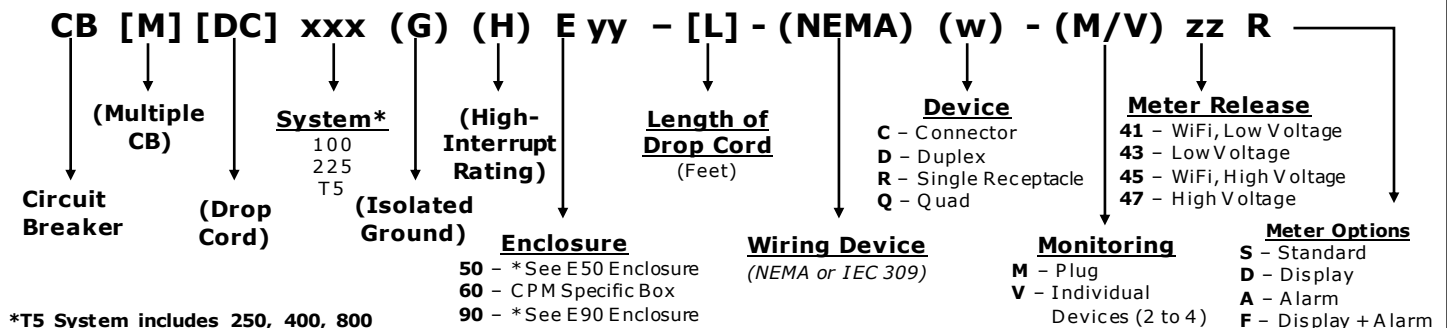 CB [M] [DC] xxx (G) (H) E yy – [L] - (NEMA) (w) - (M/V) zz R
Circuit
Breaker
(Multiple
CB)
(Drop
Cord)
System*
100
225
T5
(Isolated
Ground)
(High-
Interrupt
Rating)
Enclosure
50 – *See E50 Enclosure
60 – CPM Specific Box
90 – *See E90 Enclosure
Length of
Drop Cord
(Feet)
Wiring Device
(NEMA or IEC 309)
Device
C – Connector
D – Duplex
R – Single Receptacle
Q – Quad
Monitoring
M – Plug
V – Individual
Devices (2 to 4)
Meter Release
41 – WiFi, Low Voltage
43 – Low Voltage
45 – WiFi, High Voltage
47 – High Voltage
Meter Options
S – Standard
D – Display
A – Alarm
F – Display + Alarm
*T5 System includes 250, 400, 800